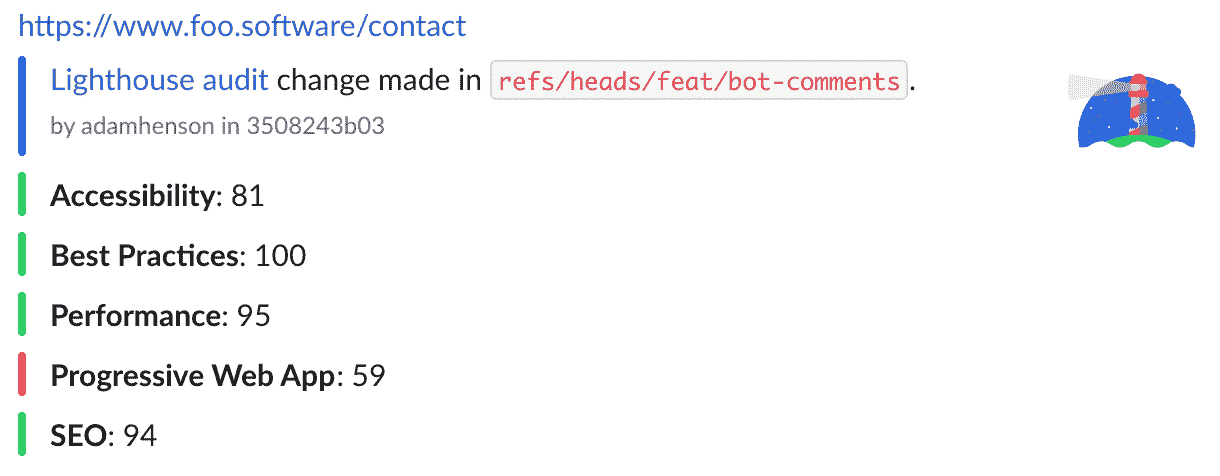 https://www.foo.software/contact
Lighthouse audit change made in refs/heads/feat/bot-comments.
by adamhenson in 3508243b03
Accessibility: 81
Best Practices: 100
Performance: 95
Progressive Web App: 59
SEO: 94